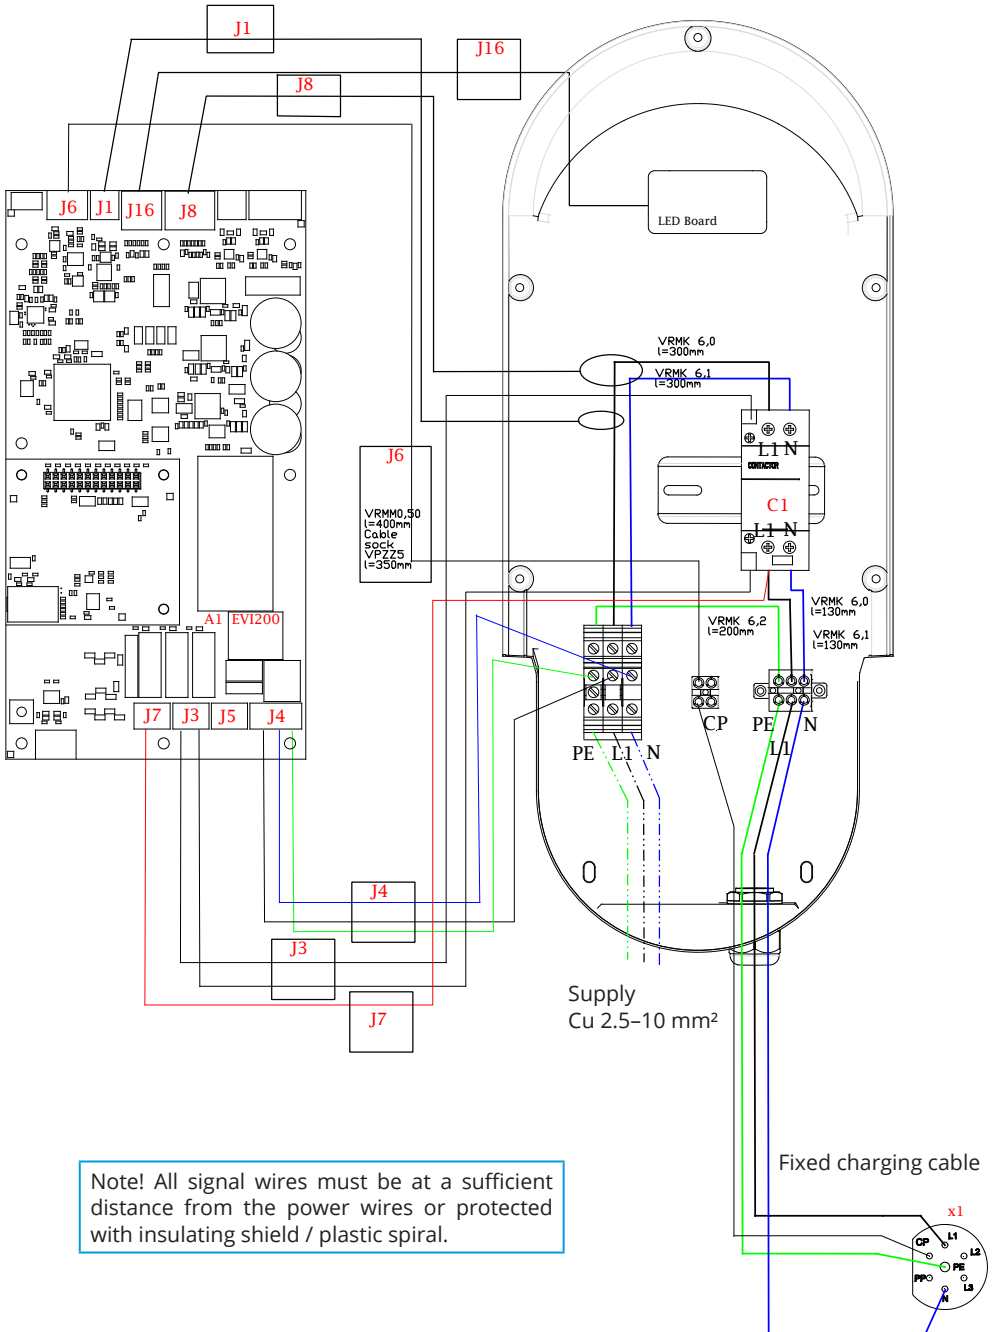 J1
J16
J8
J6
J1
J16
J8
LED Board
VRMK 6,0
l=300mm
VRMK 6,1
l=300mm
J6
VRMM0,50
l=400mm
Cable
sock
VPZZ5
l=350mm
L1 N
CONTACTOR
C1
L1 N
A1 EVI200
VRMK 6,0
l=130mm
VRMK 6,2
l=200mm
VRMK 6,1
l=130mm
J7 J3 J5 J4
CP
PE N
L1
PE L1 N
J4
J3
J7
Supply
Cu 2.5–10 mm²
Fixed charging cable
Note! All signal wires must be at a sufficient
distance from the power wires or protected
with insulating shield / plastic spiral.
x1
L1
CP
L2
PE
PP
L3
N